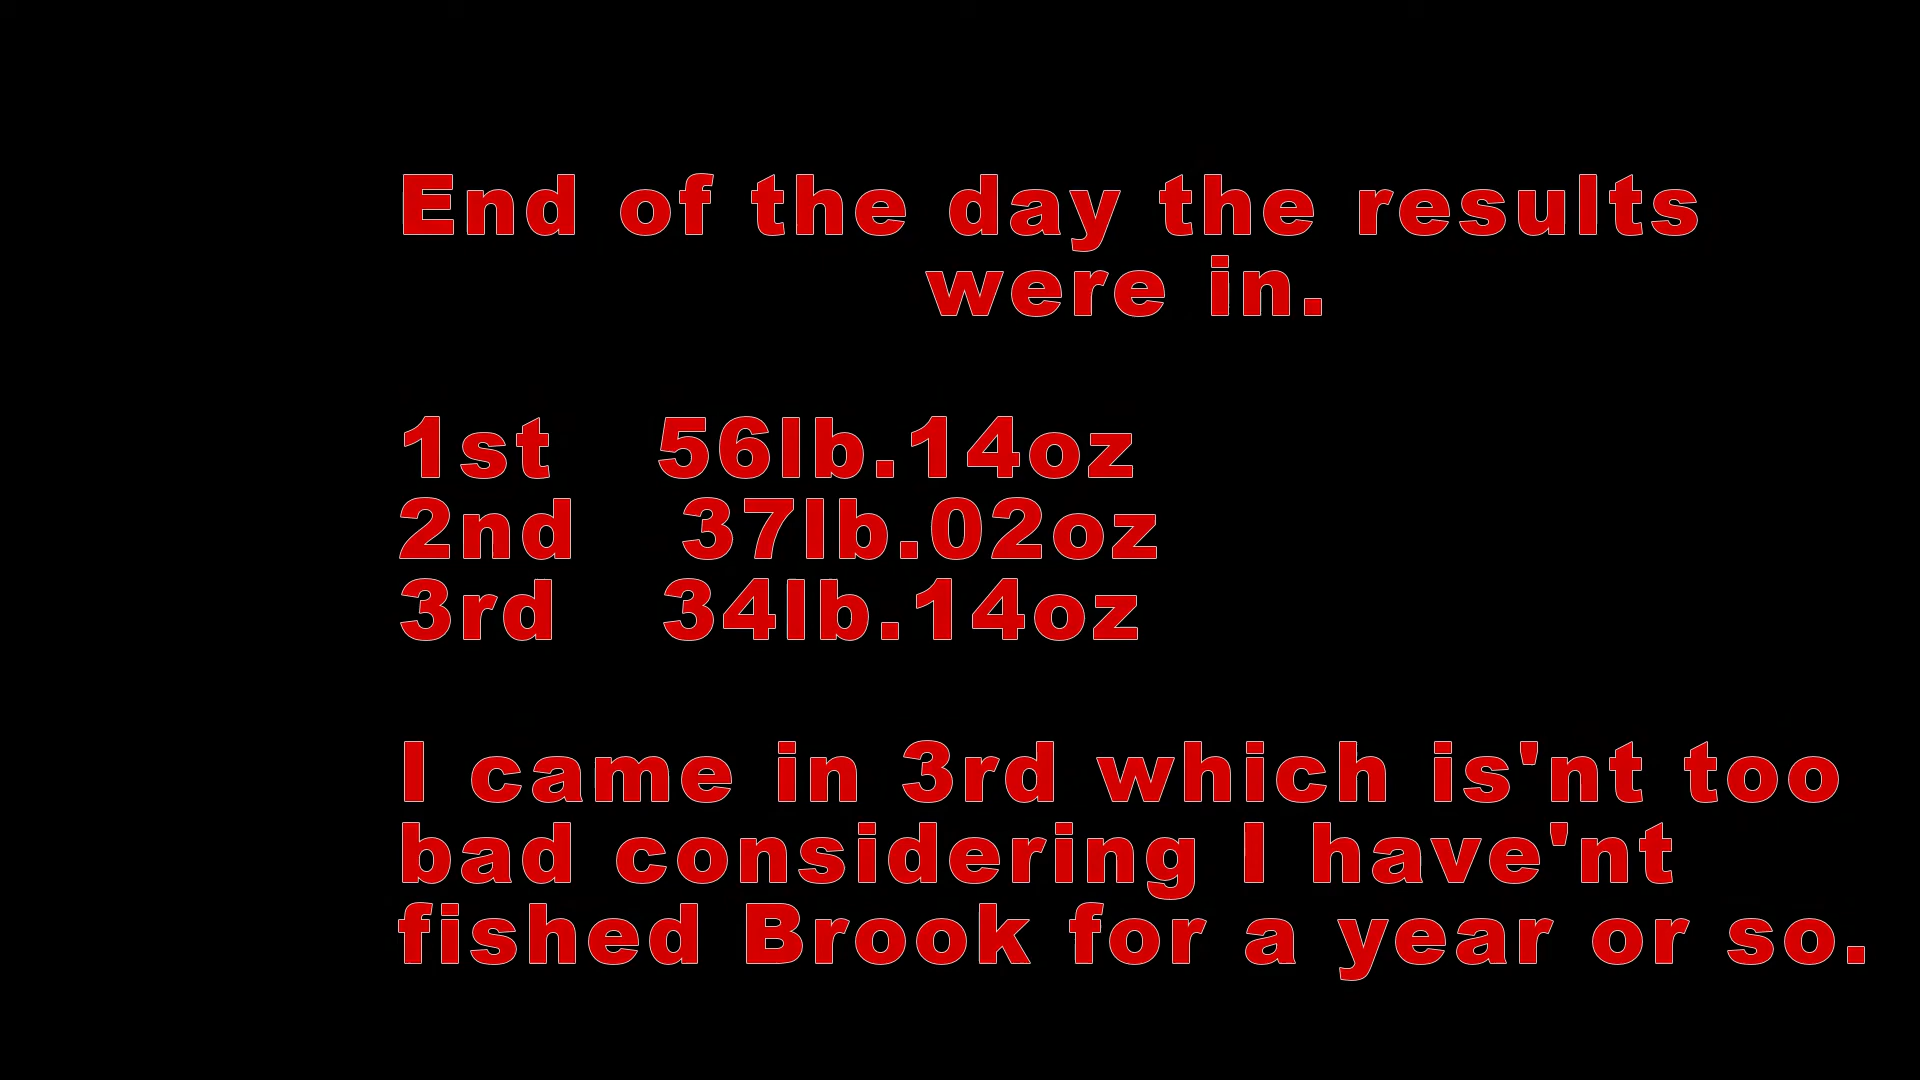 End of the day the results
were in.
1st 56lb.14oz
2nd 37lb.02oz
3rd 34lb.14oz
I came in 3rd which is'nt too
bad considering I have'nt
fished Brook for a year or so.